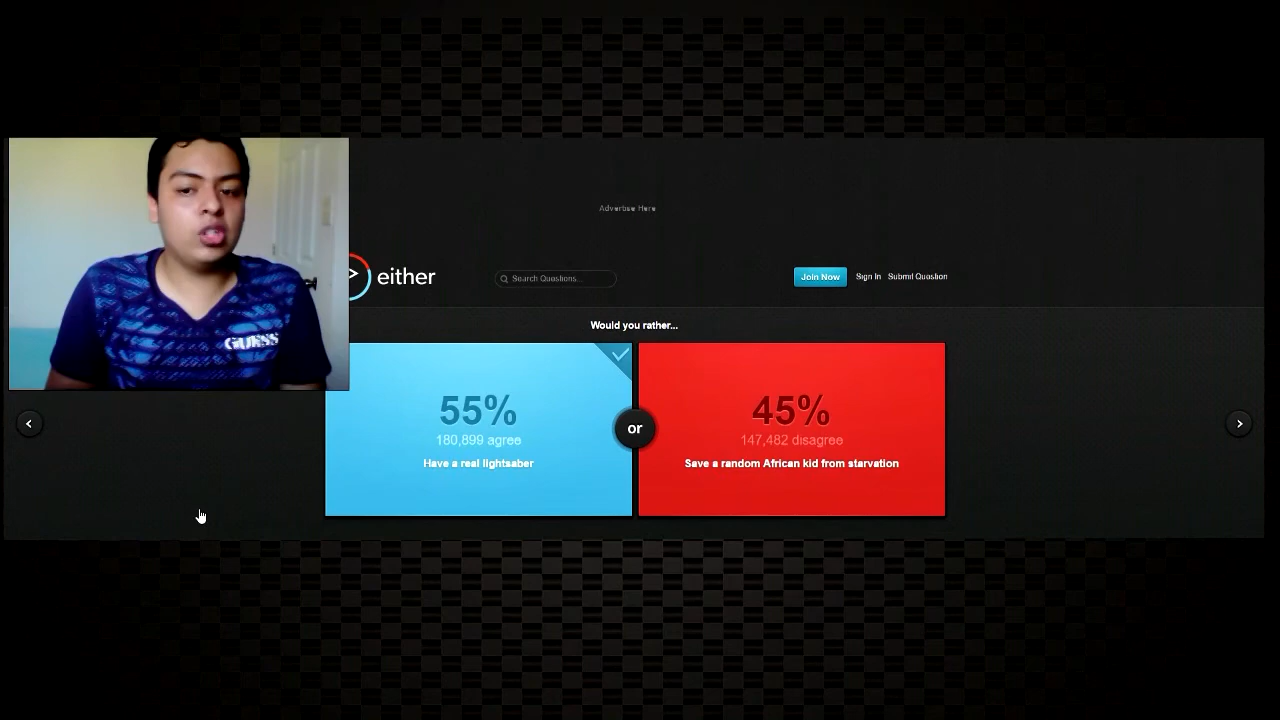 Advertise Here
either
Search Questions...
Join Now
Sign In
Submit Question
Would you rather...
55%
180,899 agree
Have a real lightsaber
or
45%
147,482 disagree
Save a random African kid from starvation
GUESS